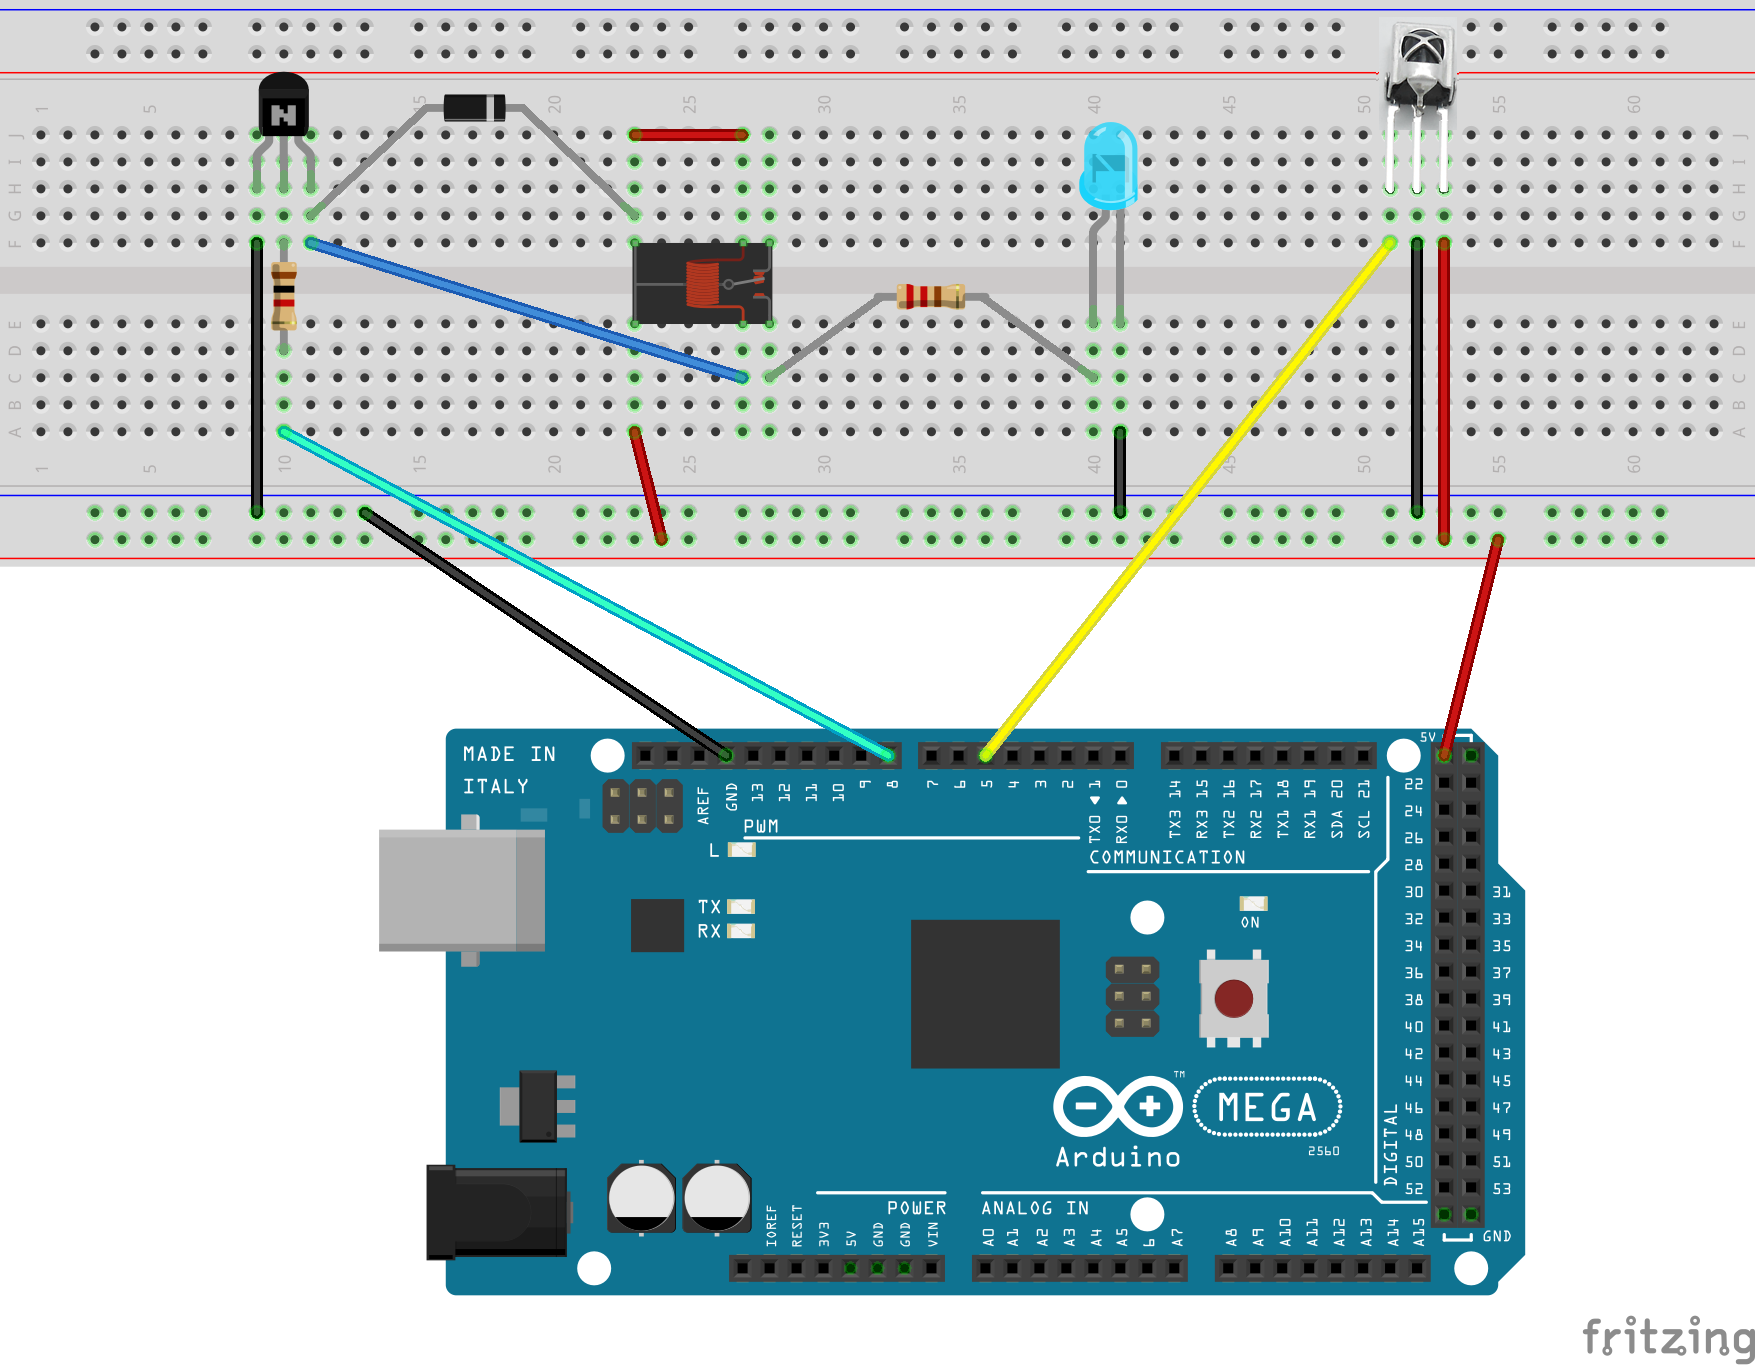 1 5 15 20 25 30 35 40 50 55 60
J J
I I
H H
G G
F F
N
E E
D D
C C
B B
A A
1 5 10 15 20 25 30 35 40 45 50 55 60
MADE IN
ITALY
AREF GND 13 12 11 10 9 8 7 6 5 4 3 2 TX0 1 RX0 0 TX3 14 RX3 15 TX2 16 RX2 17 TX1 18 RX1 19 SDA 20 SCL 21
5V
PWM
COMMUNICATION
L
TX
RX
ON
22
24
26
28
30 31
32 33
34 35
36 37
38 39
40 41
42 43
44 45
46 47
48 49
50 51
52 53
GND
DIGITAL
TM
MEGA
2560
Arduino
POWER
ANALOG IN
IOREF RESET 3V3 5V GND GND VIN A0 A1 A2 A3 A4 A5 6 A7 A8 A9 A10 A11 A12 A13 A14 A15
fritzing